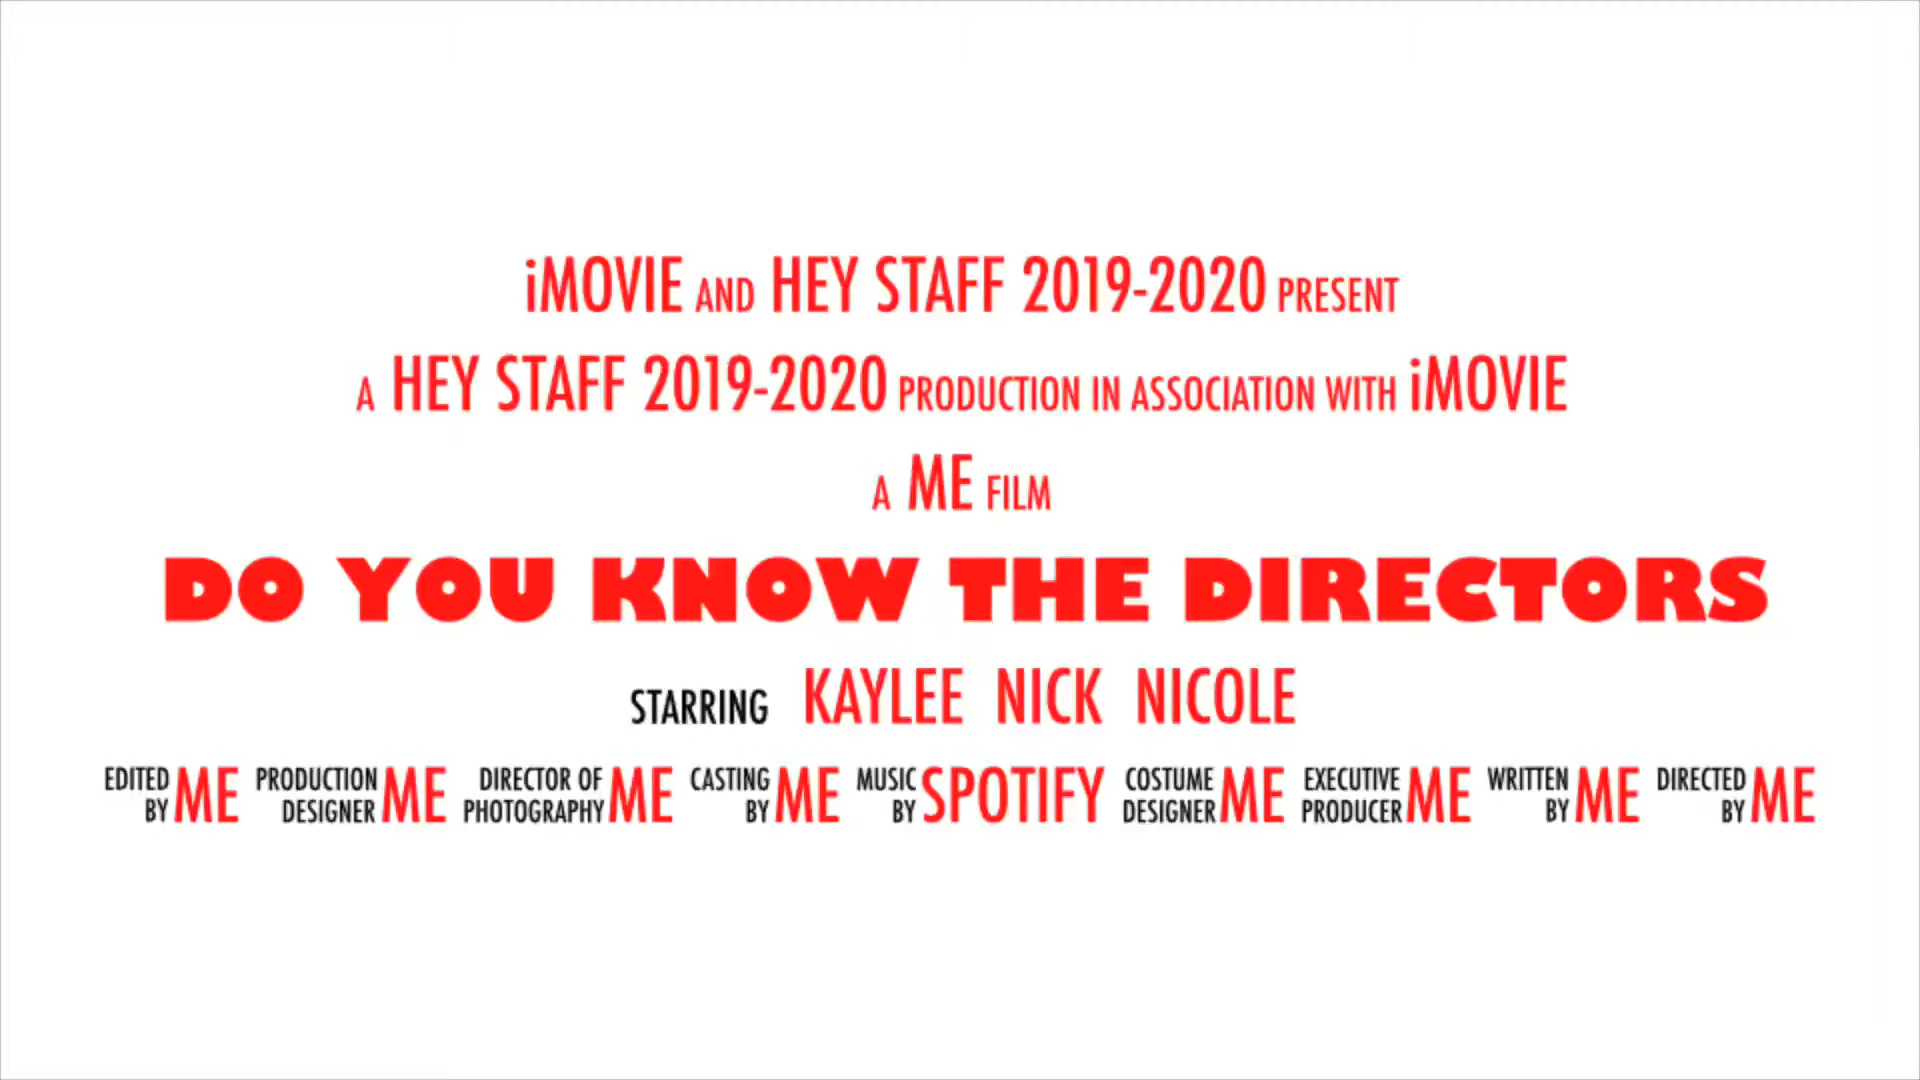 iMOVIE AND HEY STAFF 2019-2020 PRESENT
A HEY STAFF 2019-2020 PRODUCTION IN ASSOCIATION WITH iMOVIE
A ME FILM
DO YOU KNOW THE DIRECTORS
STARRING KAYLEE NICK NICOLE
EDITED BY ME PRODUCTION DESIGNER ME DIRECTOR OF PHOTOGRAPHY ME CASTING BY ME MUSIC BY SPOTIFY COSTUME DESIGNER ME EXECUTIVE PRODUCER ME WRITTEN BY ME DIRECTED BY ME